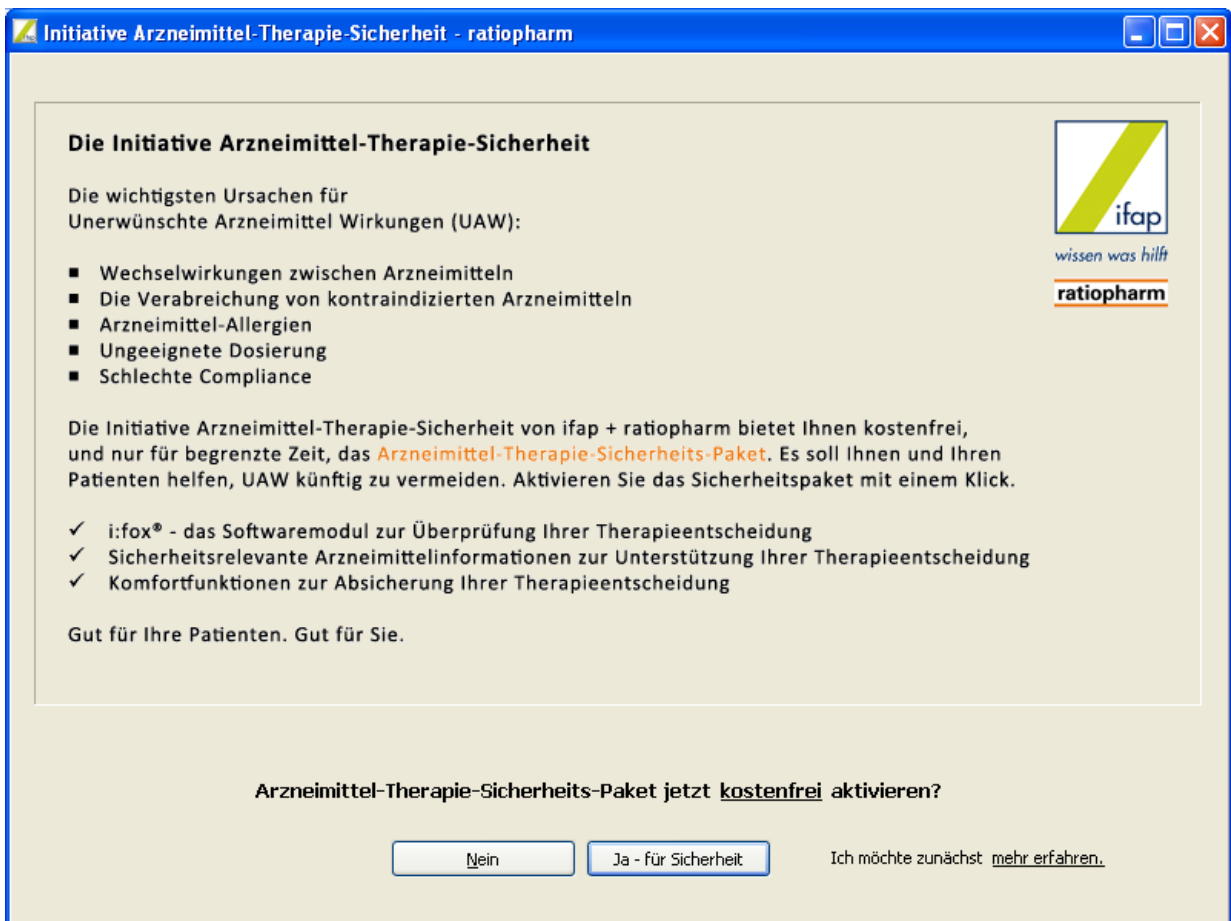 Initiative Arzneimittel-Therapie-Sicherheit - ratiopharm
Die Initiative Arzneimittel-Therapie-Sicherheit
Die wichtigsten Ursachen für
Unerwünschte Arzneimittel Wirkungen (UAW):
■ Wechselwirkungen zwischen Arzneimitteln
■ Die Verabreichung von kontraindizierten Arzneimitteln
■ Arzneimittel-Allergien
■ Ungeeignete Dosierung
■ Schlechte Compliance
ifap
wissen was hilft
ratiopharm
Die Initiative Arzneimittel-Therapie-Sicherheit von ifap + ratiopharm bietet Ihnen kostenfrei,
und nur für begrenzte Zeit, das Arzneimittel-Therapie-Sicherheits-Paket. Es soll Ihnen und Ihren
Patienten helfen, UAW künftig zu vermeiden. Aktivieren Sie das Sicherheitspaket mit einem Klick.
✓ i:fox® - das Softwaremodul zur Überprüfung Ihrer Therapieentscheidung
✓ Sicherheitsrelevante Arzneimittelinformationen zur Unterstützung Ihrer Therapieentscheidung
✓ Komfortfunktionen zur Absicherung Ihrer Therapieentscheidung
Gut für Ihre Patienten. Gut für Sie.
Arzneimittel-Therapie-Sicherheits-Paket jetzt kostenfrei aktivieren?
Nein
Ja - für Sicherheit
Ich möchte zunächst mehr erfahren.